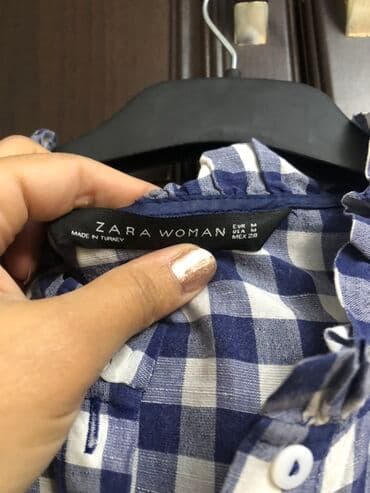 ZARA WOMAN
MADE IN TURKEY
EUR M
USA M
MEX 28